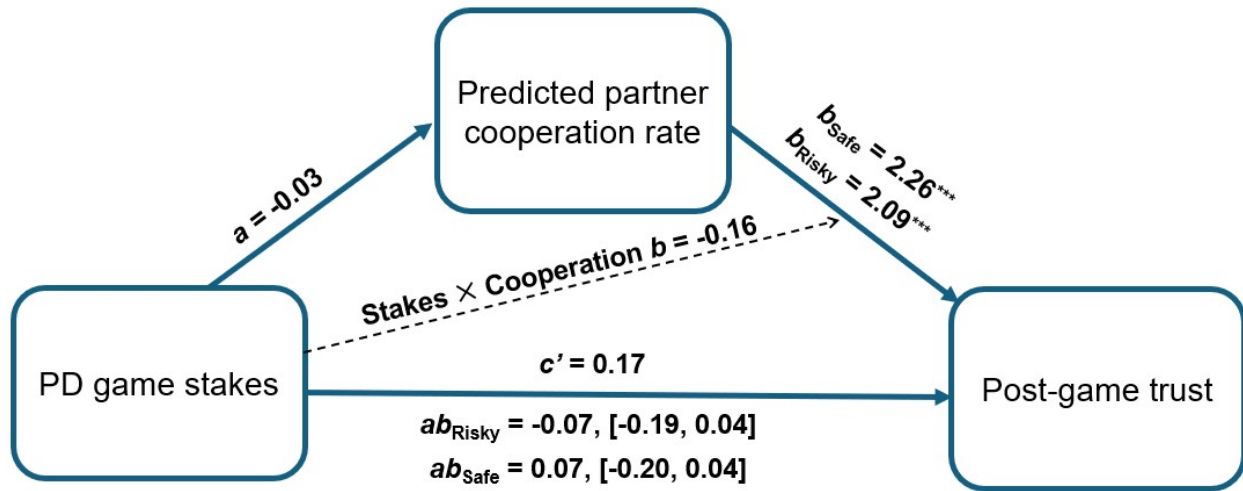 Predicted partner
cooperation rate
a = -0.03
bSafe = 2.26***
bRisky = 2.09***
Stakes × Cooperation b = -0.16
PD game stakes
c’ = 0.17
abRisky = -0.07, [-0.19, 0.04]
abSafe = 0.07, [-0.20, 0.04]
Post-game trust